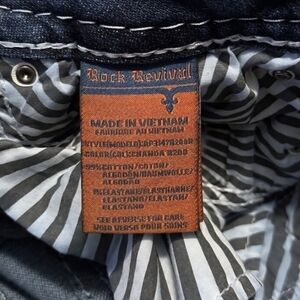 Rock Revival
MADE IN VIETNAM
FABRIQUE AU VIETNAM
99%COTTON/COTON/
ALGODÓN/BAUMWOLLE/
ALGODAO
1%ELASTANE/ELASTHANNE/
ELASTANO/ELASTAN/
ELASTANO
SEE REVERSE FOR CARE
VOIR VERSO POUR SOINS